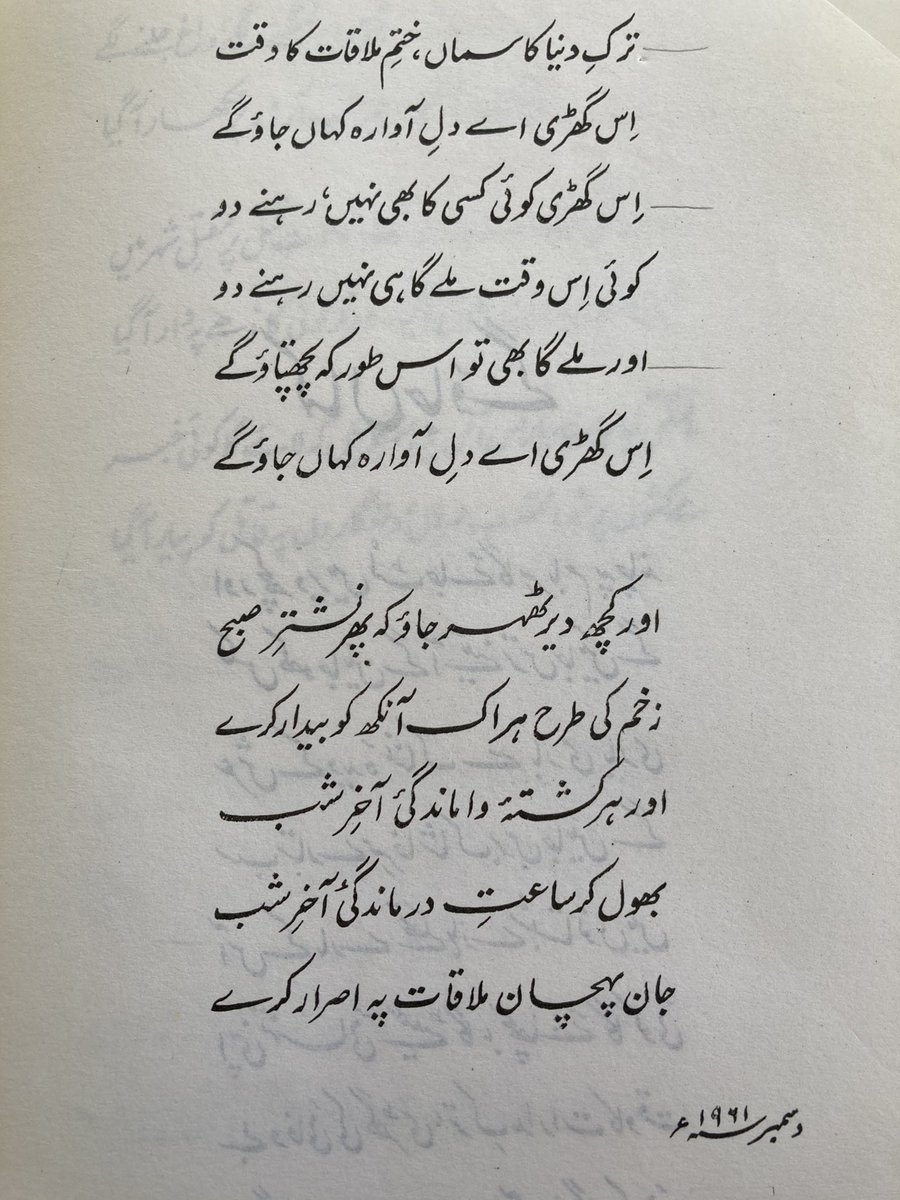 ترکِ دنیا کا سماں، ختمِ ملاقات کا وقت
اِس گھڑی اے دلِ آوارہ کہاں جاؤ گے
اِس گھڑی کوئی کسی کا بھی نہیں، رہنے دو
کوئی اِس وقت ملے گا ہی نہیں رہنے دو
اور ملے گا بھی تو اس طور کہ پچھتاؤ گے
اِس گھڑی اے دلِ آوارہ کہاں جاؤ گے
اور کچھ دیر ٹھہر جاؤ کہ پھر نشترِ صبح
زخم کی طرح ہر اک آنکھ کو بیدار کرے
اور ہر کشتۂ واماندگیٔ آخرِ شب
بھول کر ساعتِ درماندگیٔ آخرِ شب
جان پہچان ملاقات پہ اصرار کرے
دسمبر ۱۹۶۱ء